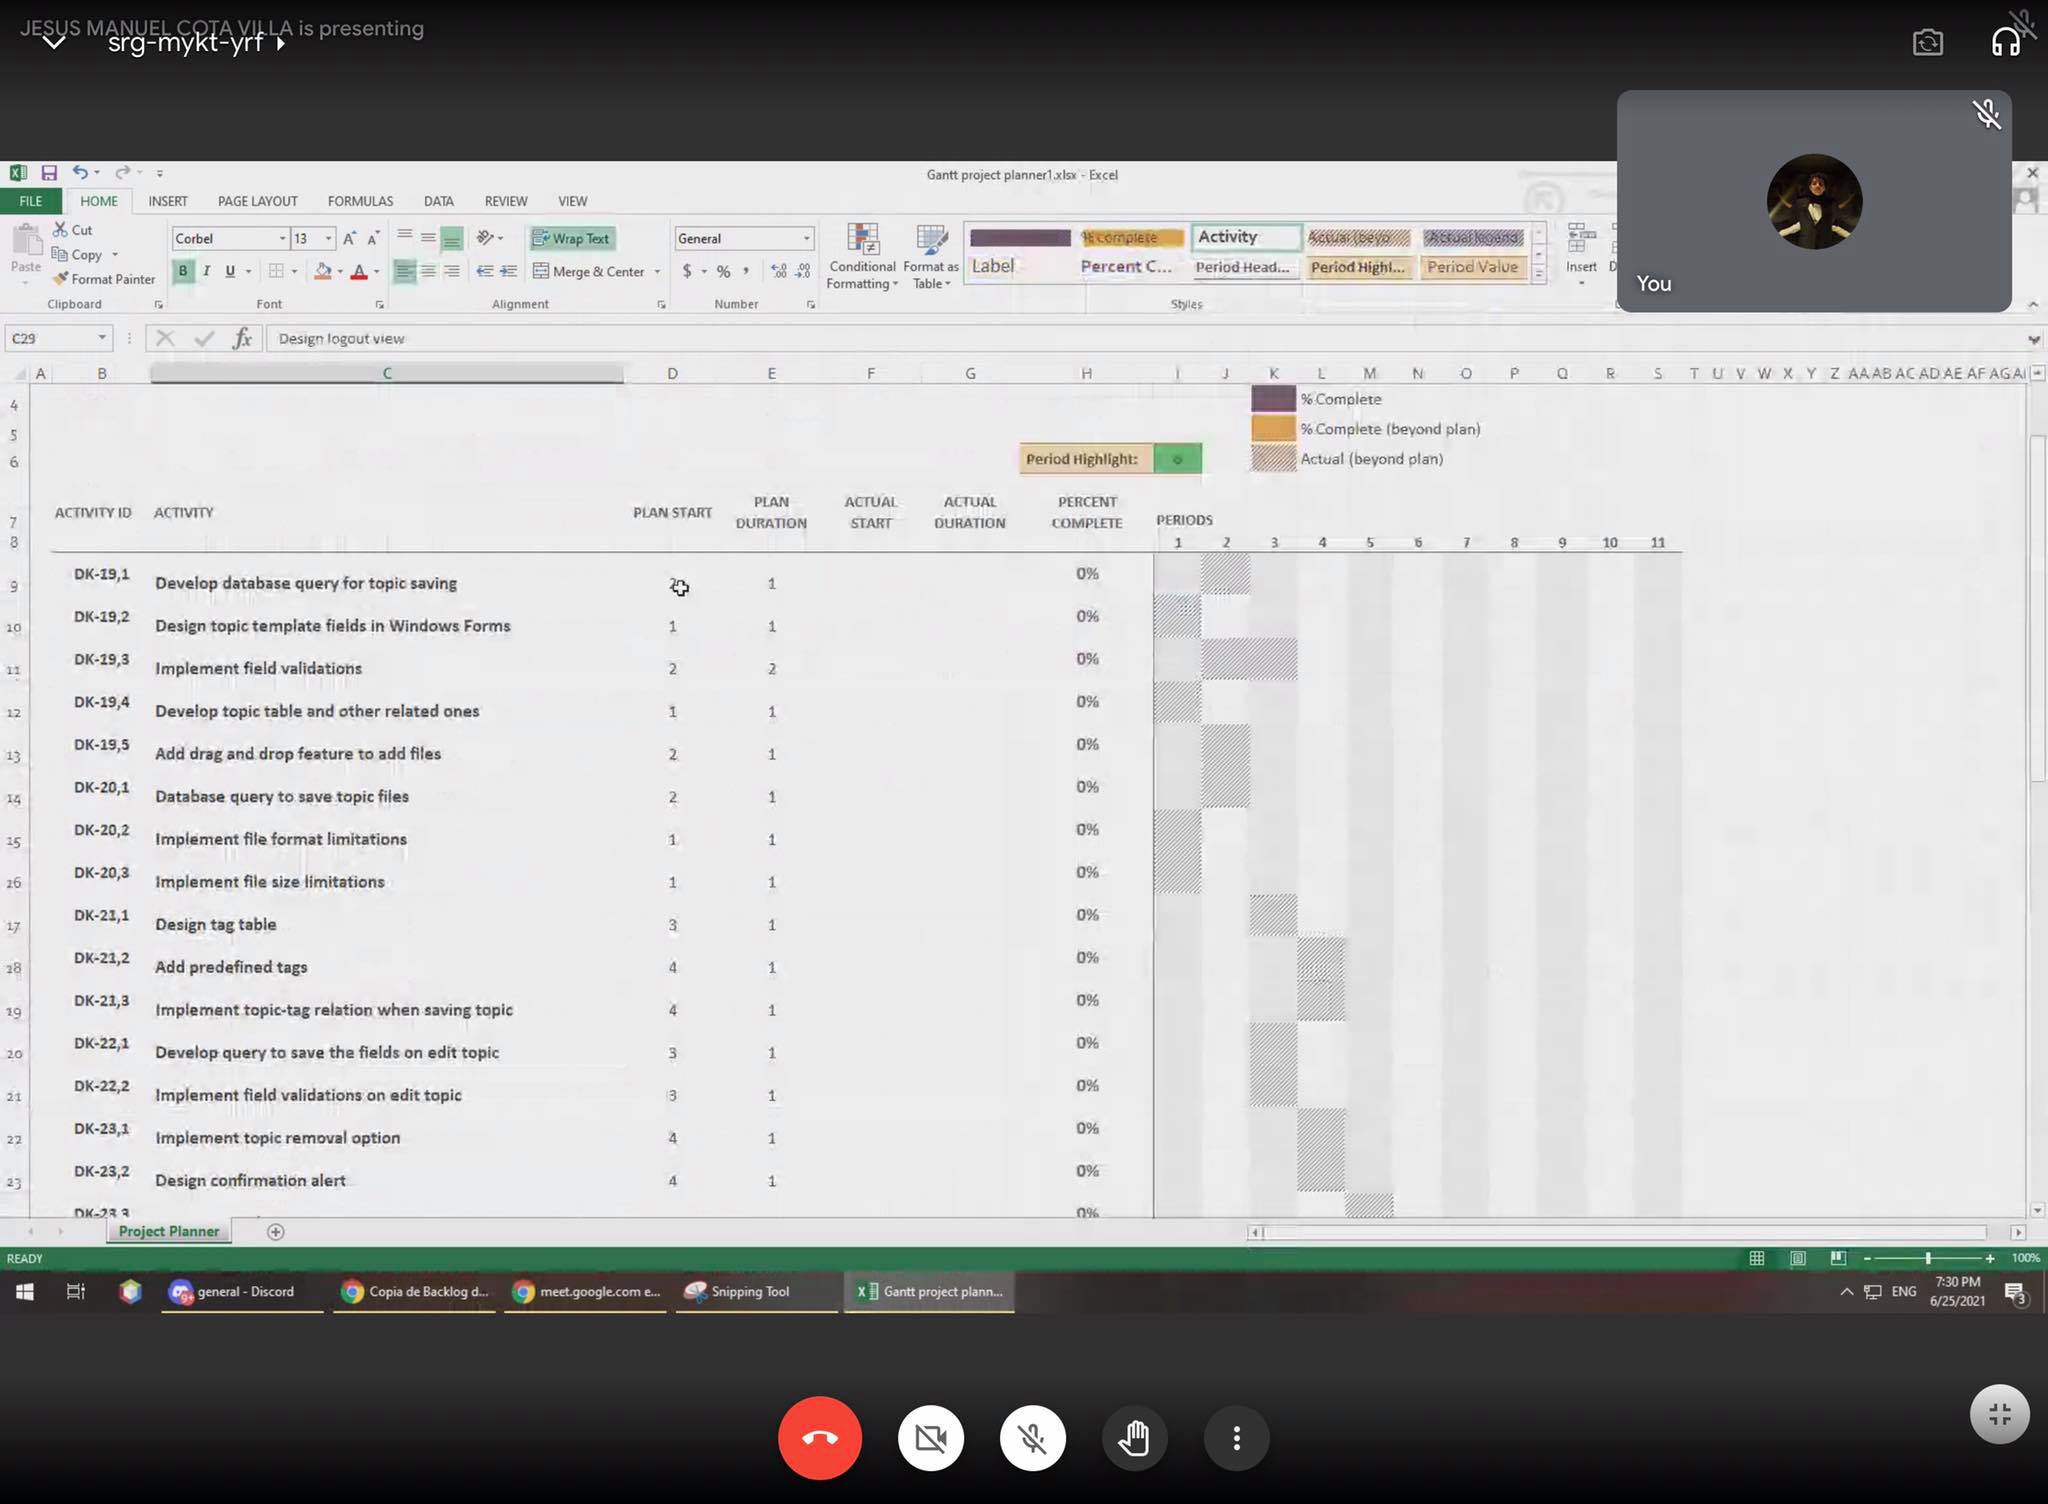 JESUS MANUEL COTA VILLA is presenting
srg-mykt-yrf
You
Gantt project planner1.xlsx - Excel
FILE HOME INSERT PAGE LAYOUT FORMULAS DATA REVIEW VIEW
Cut
Copy
Format Painter
Paste
Clipboard
Corbel 13
B I U
Font
Wrap Text
Merge & Center
Alignment
General
$ % ,
Number
Conditional Formatting
Format as Table
% complete Activity Actual (beyo Actual legend
Label Percent C... Period Head... Period Highl... Period Value
Styles
Insert
C29 fx Design logout view
A B C D E F G H I J K L M N O P Q R S T U V W X Y Z AA AB AC AD AE AF AG
4 % Complete
5 % Complete (beyond plan)
6 Period Highlight: Actual (beyond plan)
7 ACTIVITY ID ACTIVITY PLAN START PLAN DURATION ACTUAL START ACTUAL DURATION PERCENT COMPLETE PERIODS
8 1 2 3 4 5 6 7 8 9 10 11
9 DK-19,1 Develop database query for topic saving 1 0%
10 DK-19,2 Design topic template fields in Windows Forms 1 1 0%
11 DK-19,3 Implement field validations 2 2 0%
12 DK-19,4 Develop topic table and other related ones 1 1 0%
13 DK-19,5 Add drag and drop feature to add files 2 1 0%
14 DK-20,1 Database query to save topic files 2 1 0%
15 DK-20,2 Implement file format limitations 1 1 0%
16 DK-20,3 Implement file size limitations 1 1 0%
17 DK-21,1 Design tag table 3 1 0%
18 DK-21,2 Add predefined tags 4 1 0%
19 DK-21,3 Implement topic-tag relation when saving topic 4 1 0%
20 DK-22,1 Develop query to save the fields on edit topic 3 1 0%
21 DK-22,2 Implement field validations on edit topic 3 1 0%
22 DK-23,1 Implement topic removal option 4 1 0%
23 DK-23,2 Design confirmation alert 4 1 0%
DK-23,3 0%
Project Planner
READY 100%
general - Discord
Copia de Backlog d...
meet.google.com e...
Snipping Tool
Gantt project plann...
ENG
7:30 PM
6/25/2021
3